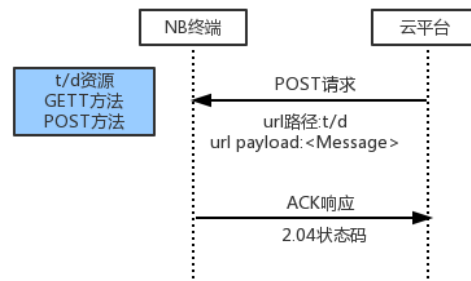 NB终端
云平台
t/d资源
GETT方法
POST方法
POST请求
url路径:t/d
url payload:<Message>
ACK响应
2.04状态码